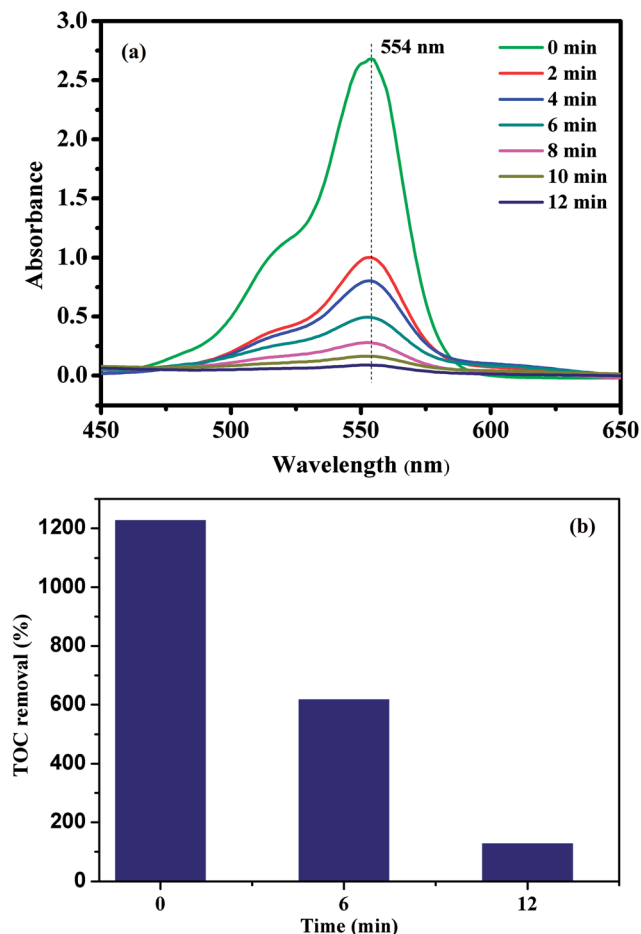 (a)
554 nm
0 min
2 min
4 min
6 min
8 min
10 min
12 min
3.0
2.5
2.0
1.5
1.0
0.5
0.0
Absorbance
450
500
550
600
650
Wavelength (nm)
(b)
1200
1000
800
600
400
200
0
TOC removal (%)
0
6
12
Time (min)